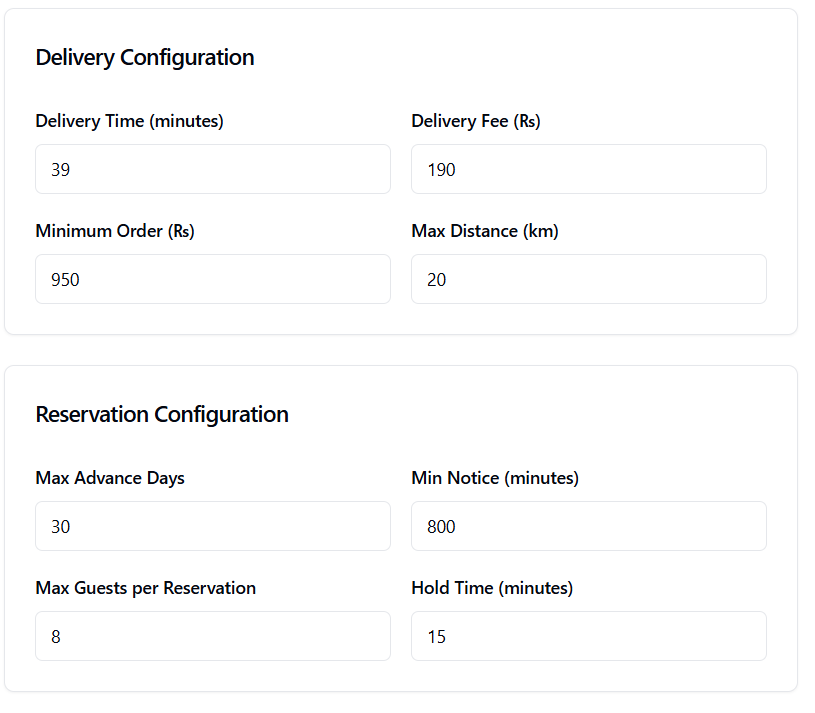 Delivery Configuration
Delivery Time (minutes)
Delivery Fee (₨)
39
190
Minimum Order (₨)
Max Distance (km)
950
20
Reservation Configuration
Max Advance Days
Min Notice (minutes)
30
800
Max Guests per Reservation
Hold Time (minutes)
8
15